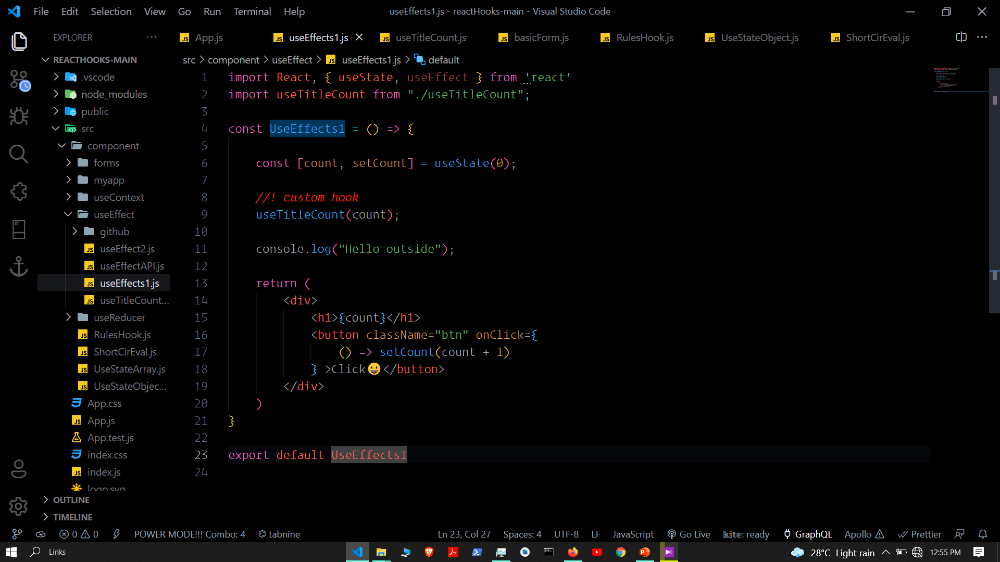 File Edit Selection View Go Run Terminal Help
useEffects1.js - reactHooks-main - Visual Studio Code
EXPLORER
REACTHOOKS-MAIN
.vscode
node_modules
public
src
component
forms
myapp
useContext
useEffect
github
useEffect2.js
useEffectAPI.js
useEffects1.js
useTitleCount...
useReducer
RulesHook.js
ShortCirEval.js
UseStateArray.js
UseStateObjec...
App.css
App.js
App.test.js
index.css
index.js
logo.svg
OUTLINE
TIMELINE
App.js useEffects1.js useTitleCount.js basicForm.js RulesHook.js UseStateObject.js ShortCirEval.js
src > component > useEffect > useEffects1.js > default
1 import React, { useState, useEffect } from 'react'
2 import useTitleCount from "./useTitleCount";
3
4 const UseEffects1 = () => {
5
6 const [count, setCount] = useState(0);
7
8 //! custom hook
9 useTitleCount(count);
10
11 console.log("Hello outside");
12
13 return (
14 <div>
15 <h1>{count}</h1>
16 <button className="btn" onClick={
17 () => setCount(count + 1)
18 } >Click😀</button>
19 </div>
20 )
21 }
22
23 export default UseEffects1
24
0 0 POWER MODE!!! Combo: 4 tabnine Ln 23, Col 27 Spaces: 4 UTF-8 LF JavaScript Go Live kite: ready GraphQL Apollo Prettier
Links 28°C Light rain 12:55 PM